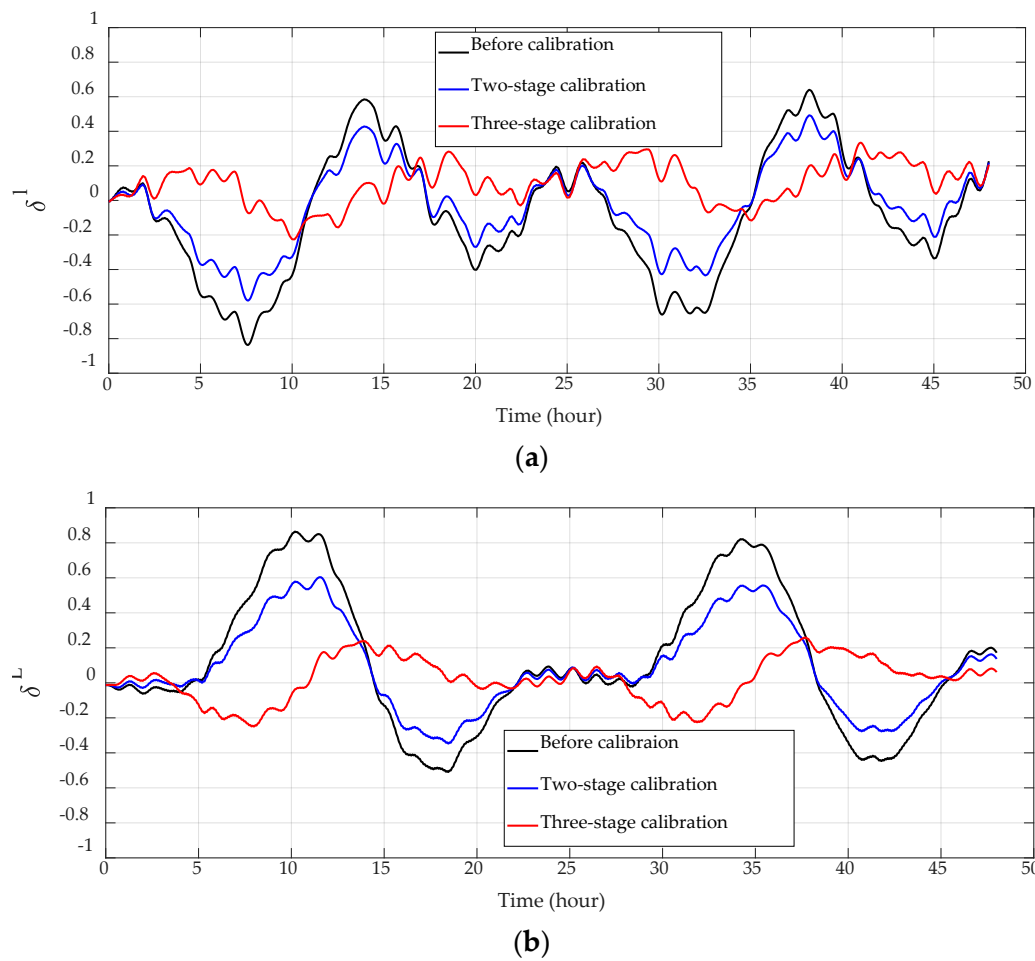 1
0.8
0.6
0.4
0.2
0
-0.2
-0.4
-0.6
-0.8
-1
δ¹
Before calibration
Two-stage calibration
Three-stage calibration
0 5 10 15 20 25 30 35 40 45 50
Time (hour)
(a)
1
0.8
0.6
0.4
0.2
0
-0.2
-0.4
-0.6
-0.8
-1
δ ᴸ
Before calibraion
Two-stage calibration
Three-stage calibration
0 5 10 15 20 25 30 35 40 45 50
Time (hour)
(b)